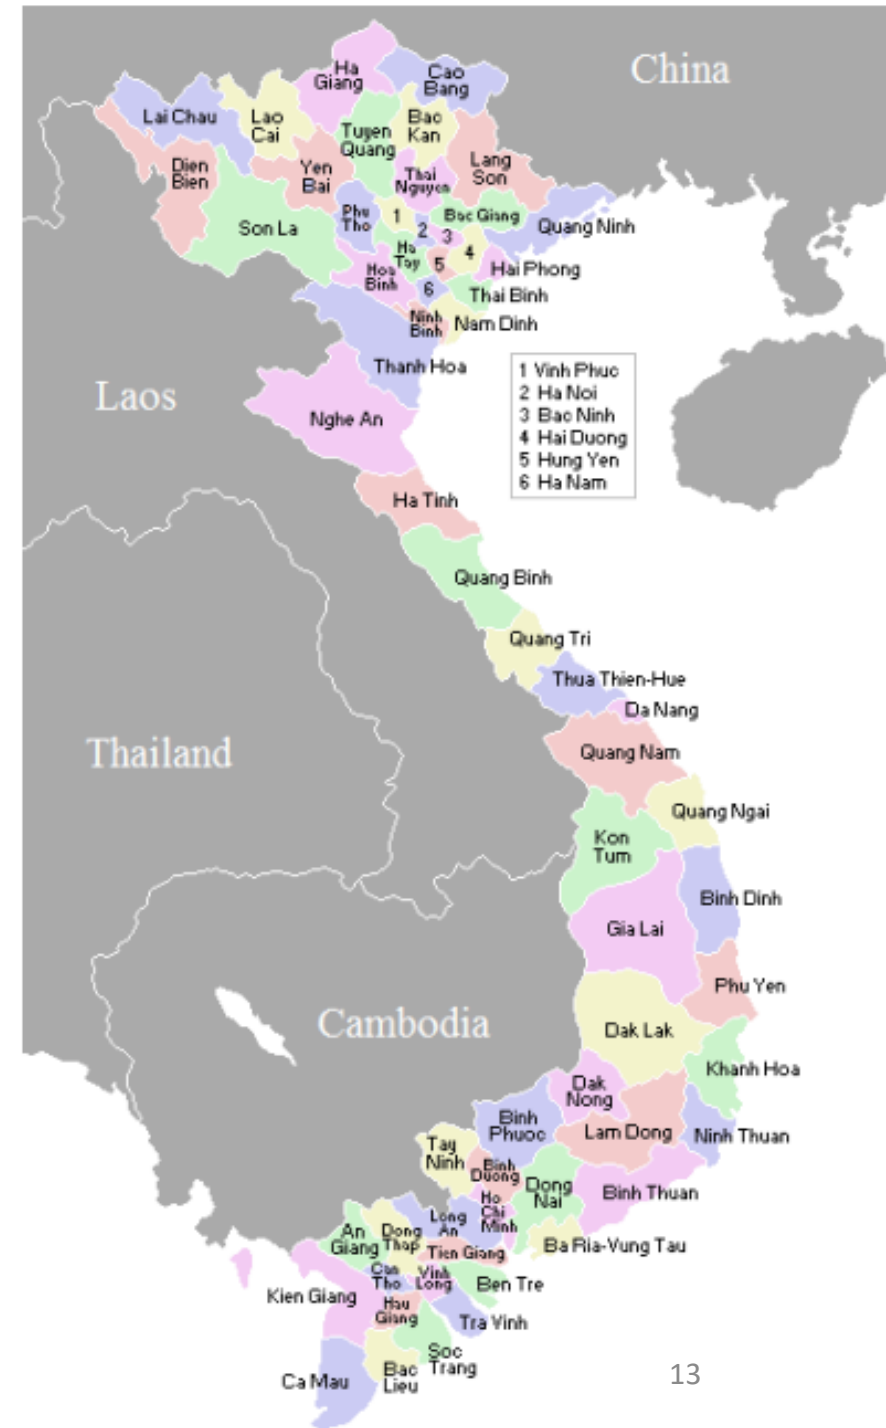 China
Ha
Giang
Cao
Bang
Lai Chau
Lao
Cai
Tuyen
Quang
Bac
Kan
Lang
Son
Dien
Bien
Yen
Bai
Thai
Nguyen
Son La
Phu
Tho
1
2
3
4
5
6
Bac Giang
Quang Ninh
Ha
Tay
Hoa
Binh
Hai Phong
Thai Binh
Ninh
Binh
Nam Dinh
Thanh Hoa
Laos
Nghe An
1 Vinh Phuc
2 Ha Noi
3 Bac Ninh
4 Hai Duong
5 Hung Yen
6 Ha Nam
Ha Tinh
Quang Binh
Quang Tri
Thua Thien-Hue
Da Nang
Thailand
Quang Nam
Quang Ngai
Kon
Tum
Binh Dinh
Gia Lai
Phu Yen
Cambodia
Dak Lak
Khanh Hoa
Dak
Nong
Binh
Phuoc
Lam Dong
Ninh Thuan
Tay
Ninh
Binh
Duong
Dong
Nai
Binh Thuan
Ho
Chi
Minh
Long
An
An
Giang
Dong
Thap
Tien Giang
Ba Ria-Vung Tau
Can
Tho
Vinh
Long
Ben Tre
Kien Giang
Hau
Giang
Tra Vinh
Soc
Trang
Ca Mau
Bac
Lieu
13